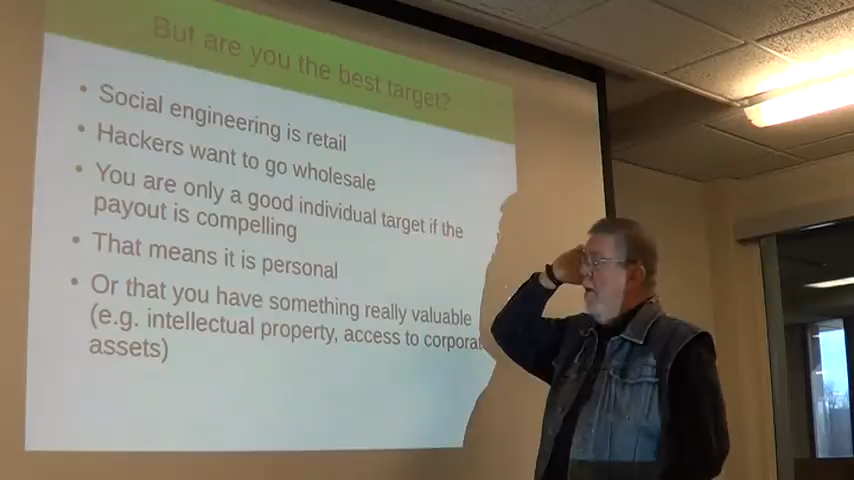 But are you the best target?
• Social engineering is retail
• Hackers want to go wholesale
• You are only a good individual target if the
payout is compelling
• That means it is personal
• Or that you have something really valuable
(e.g. intellectual property, access to corporat
assets)